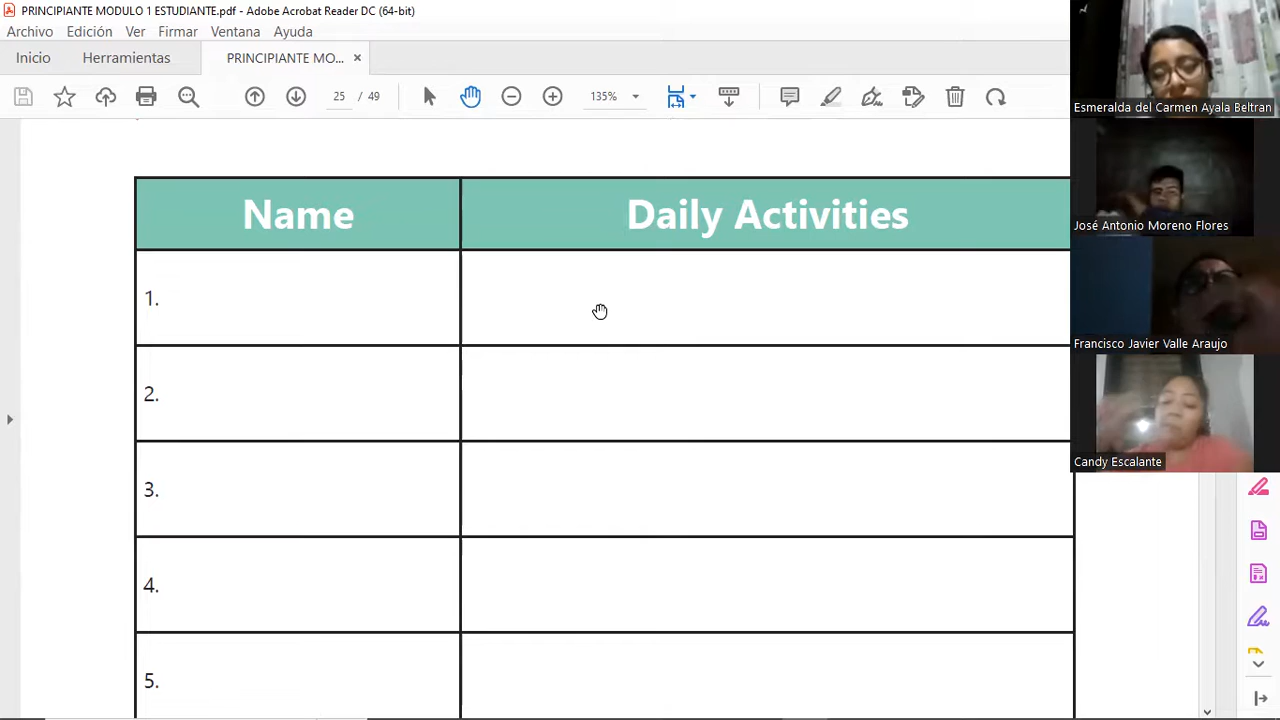 PRINCIPIANTE MODULO 1 ESTUDIANTE.pdf - Adobe Acrobat Reader DC (64-bit)
Archivo Edición Ver Firmar Ventana Ayuda
Inicio Herramientas PRINCIPIANTE MO... ×
25 / 49 135%
Esmeralda del Carmen Ayala Beltran
José Antonio Moreno Flores
Francisco Javier Valle Araujo
Candy Escalante
Name Daily Activities
1.
2.
3.
4.
5.